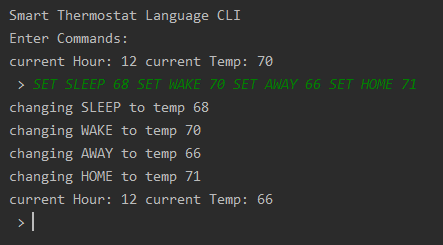 Smart Thermostat Language CLI
Enter Commands:
current Hour: 12 current Temp: 70
> SET SLEEP 68 SET WAKE 70 SET AWAY 66 SET HOME 71
changing SLEEP to temp 68
changing WAKE to temp 70
changing AWAY to temp 66
changing HOME to temp 71
current Hour: 12 current Temp: 66
>